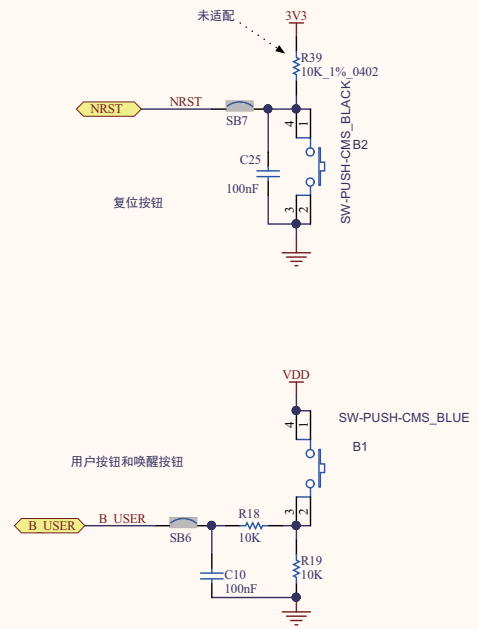 未适配
3V3
R39
10K_1%_0402
NRST
NRST
SB7
4
1
B2
SW-PUSH-CMS_BLACK
C25
100nF
复位按钮
3
2
VDD
SW-PUSH-CMS_BLUE
4
1
B1
用户按钮和唤醒按钮
3
2
B_USER
B_USER
R18
SB6
10K
R19
10K
C10
100nF